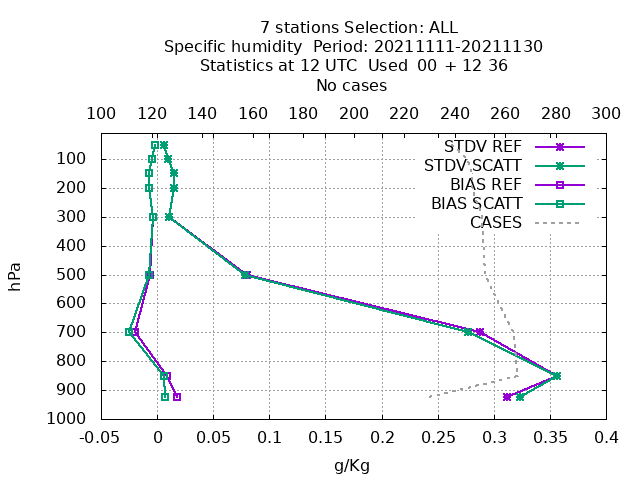 7 stations Selection: ALL
Specific humidity  Period: 20211111-20211130
Statistics at 12 UTC  Used  00 + 12 36
No cases
100 120 140 160 180 200 220 240 260 280 300
STDV REF
STDV SCATT
BIAS REF
BIAS SCATT
CASES
100
200
300
400
500
600
700
800
900
1000
hPa
-0.05 0 0.05 0.1 0.15 0.2 0.25 0.3 0.35 0.4
g/Kg